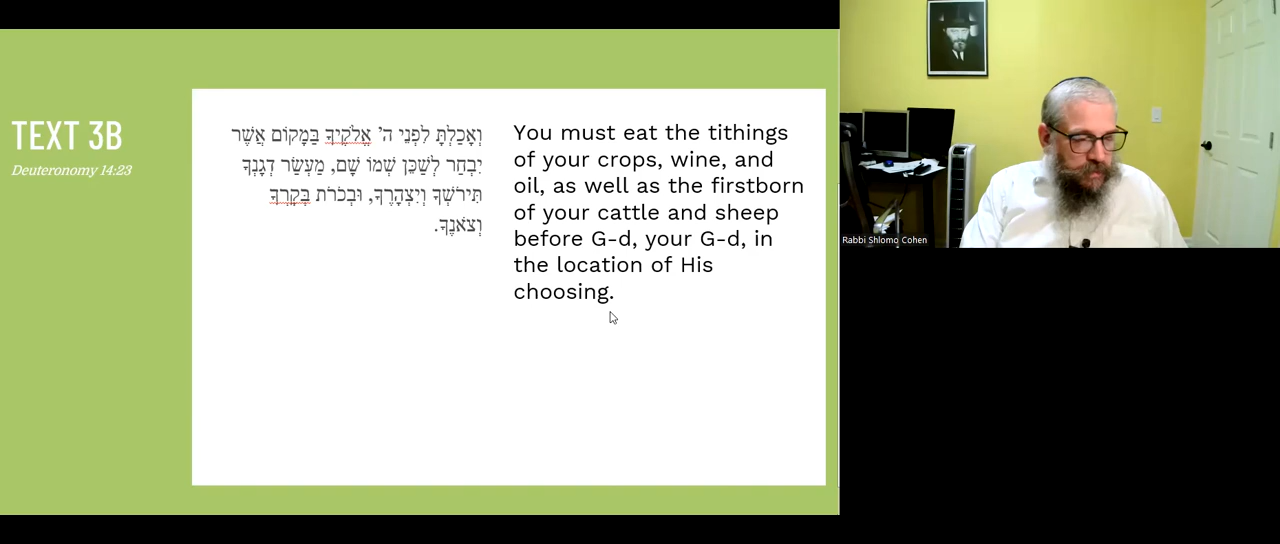 TEXT 3B
Deuteronomy 14:23
וְאָכַלְתָּ לִפְנֵי ה' אֱלֹקֶיךָ בַּמָּקוֹם אֲשֶׁר
יִבְחַר לְשַׁכֵּן שְׁמוֹ שָׁם, מַעְשַׂר דְּגָנְךָ
תִּירֹשְׁךָ וְיִצְהָרֶךָ, וּבְכֹרֹת בְּקָרְךָ
וְצֹאנֶךָ.
You must eat the tithings
of your crops, wine, and
oil, as well as the firstborn
of your cattle and sheep
before G-d, your G-d, in
the location of His
choosing.
Rabbi Shlomo Cohen